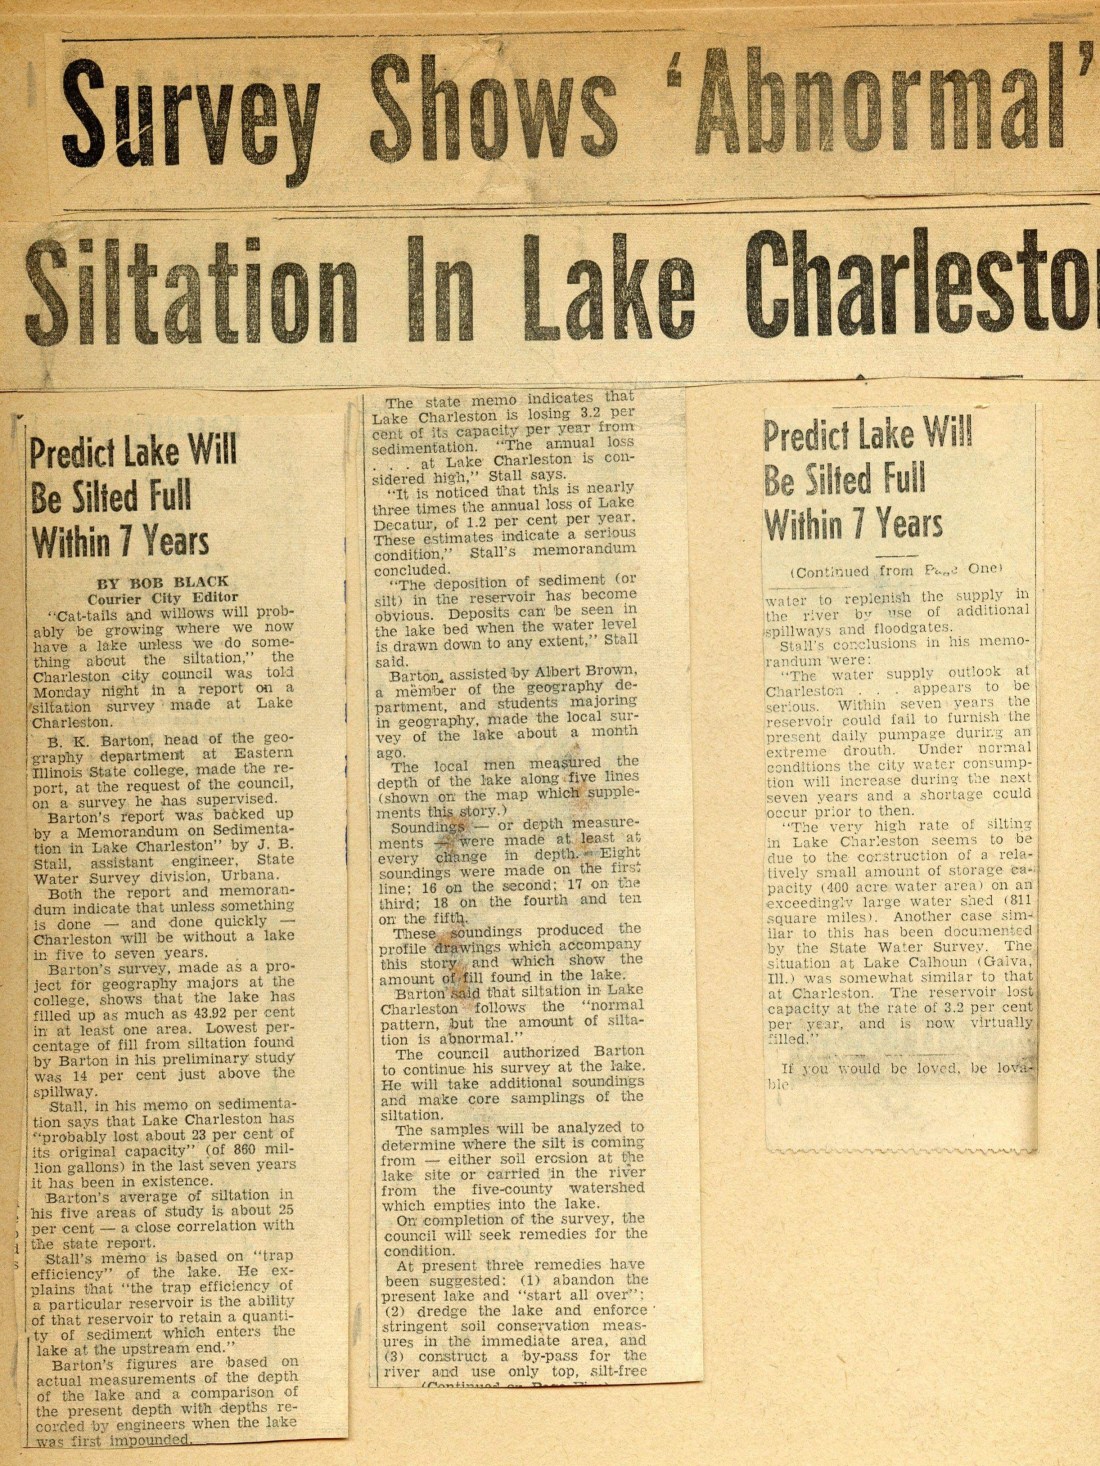 Survey Shows 'Abnormal'
Siltation In Lake Charlesto
Predict Lake Will
Be Silted Full
Within 7 Years
BY BOB BLACK
Courier City Editor
"Cat-tails and willows will prob-
ably be growing where we now
have a lake unless we do some-
thing about the siltation," the
Charleston city council was told
Monday night in a report on a
siltation survey made at Lake
Charleston.
B. K. Barton, head of the geo-
graphy department at Eastern
Illinois State college, made the re-
port, at the request of the council,
on a survey he has supervised.
Barton's report was backed up
by a Memorandum on Sedimenta-
tion in Lake Charleston" by J. B.
Stall, assistant engineer, State
Water Survey division, Urbana.
Both the report and memoran-
dum indicate that unless something
is done — and done quickly —
Charleston will be without a lake
in five to seven years.
Barton's survey, made as a pro-
ject for geography majors at the
college, shows that the lake has
filled up as much as 43.92 per cent
in at least one area. Lowest per-
centage of fill from siltation found
by Barton in his preliminary study
was 14 per cent just above the
spillway.
Stall, in his memo on sedimenta-
tion says that Lake Charleston has
"probably lost about 23 per cent of
its original capacity" (of 860 mil-
lion gallons) in the last seven years
it has been in existence.
Barton's average of siltation in
his five areas of study is about 25
per cent — a close correlation with
the state report.
Stall's memo is based on "trap
efficiency" of the lake. He ex-
plains that "the trap efficiency of
a particular reservoir is the ability
of that reservoir to retain a quanti-
ty of sediment which enters the
lake at the upstream end."
Barton's figures are based on
actual measurements of the depth
of the lake and a comparison of
the present depth with depths re-
corded by engineers when the lake
was first impounded.
The state memo indicates that
Lake Charleston is losing 3.2 per
cent of its capacity per year from
sedimentation. "The annual loss
. . . at Lake Charleston is con-
sidered high," Stall says.
"It is noticed that this is nearly
three times the annual loss of Lake
Decatur, of 1.2 per cent per year.
These estimates indicate a serious
condition," Stall's memorandum
concluded.
"The deposition of sediment (or
silt) in the reservoir has become
obvious. Deposits can be seen in
the lake bed when the water level
is drawn down to any extent," Stall
said.
Barton, assisted by Albert Brown,
a member of the geography de-
partment, and students majoring
in geography, made the local sur-
vey of the lake about a month
ago.
The local men measured the
depth of the lake along five lines
(shown on the map which supple-
ments this story.)
Soundings — or depth measure-
ments — were made at least at
every change in depth. Eight
soundings were made on the first
line; 16 on the second; 17 on the
third; 18 on the fourth and ten
on the fifth.
These soundings produced the
profile drawings which accompany
this story and which show the
amount of fill found in the lake.
Barton said that siltation in Lake
Charleston follows the "normal
pattern, but the amount of silta-
tion is abnormal."
The council authorized Barton
to continue his survey at the lake.
He will take additional soundings
and make core samplings of the
siltation.
The samples will be analyzed to
determine where the silt is coming
from — either soil erosion at the
lake site or carried in the river
from the five-county watershed
which empties into the lake.
On completion of the survey, the
council will seek remedies for the
condition.
At present three remedies have
been suggested: (1) abandon the
present lake and "start all over";
(2) dredge the lake and enforce
stringent soil conservation meas-
ures in the immediate area, and
(3) construct a by-pass for the
river and use only top, silt-free
(Continued on Page
Predict Lake Will
Be Silted Full
Within 7 Years
(Continued from Page One)
water to replenish the supply in
the river by use of additional
spillways and floodgates.
Stall's conclusions in his memo-
randum were:
"The water supply outlook at
Charleston . . . appears to be
serious. Within seven years the
reservoir could fail to furnish the
present daily pumpage during an
extreme drouth. Under normal
conditions the city water consump-
tion will increase during the next
seven years and a shortage could
occur prior to then.
"The very high rate of silting
in Lake Charleston seems to be
due to the construction of a rela-
tively small amount of storage ca-
pacity (400 acre water area) on an
exceedingly large water shed (811
square miles). Another case sim-
ilar to this has been documented
by the State Water Survey. The
situation at Lake Calhoun (Galva,
Ill.) was somewhat similar to that
at Charleston. The reservoir lost
capacity at the rate of 3.2 per cent
per year, and is now virtually
filled."
If you would be loved, be lova-
ble.